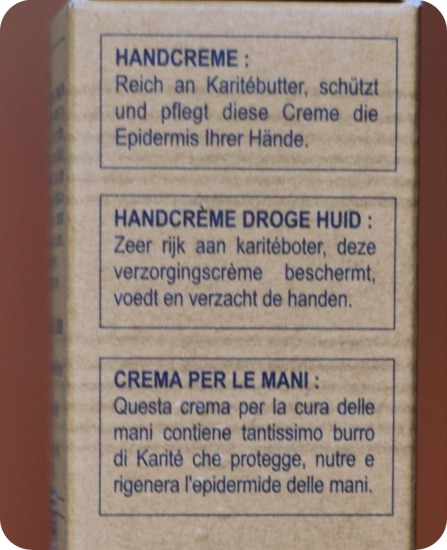 HANDCREME :
Reich an Karitébutter, schützt
und pflegt diese Creme die
Epidermis Ihrer Hände.
HANDCRÈME DROGE HUID :
Zeer rijk aan karitéboter, deze
verzorgingscrème beschermt,
voedt en verzacht de handen.
CREMA PER LE MANI :
Questa crema per la cura delle
mani contiene tantissimo burro
di Karité che protegge, nutre e
rigenera l'epidermide delle mani.